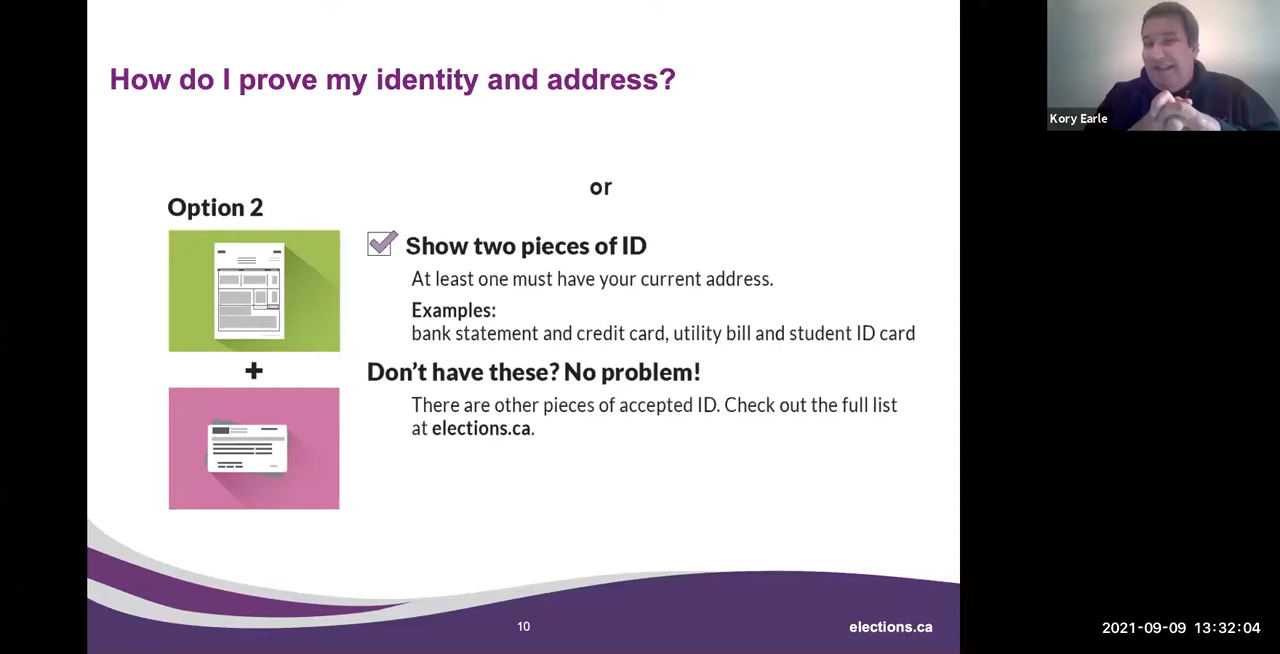 How do I prove my identity and address?
Kory Earle
or
Option 2
Show two pieces of ID
At least one must have your current address.
Examples:
bank statement and credit card, utility bill and student ID card
+
Don't have these? No problem!
There are other pieces of accepted ID. Check out the full list
at elections.ca.
10
elections.ca
2021-09-09 13:32:04